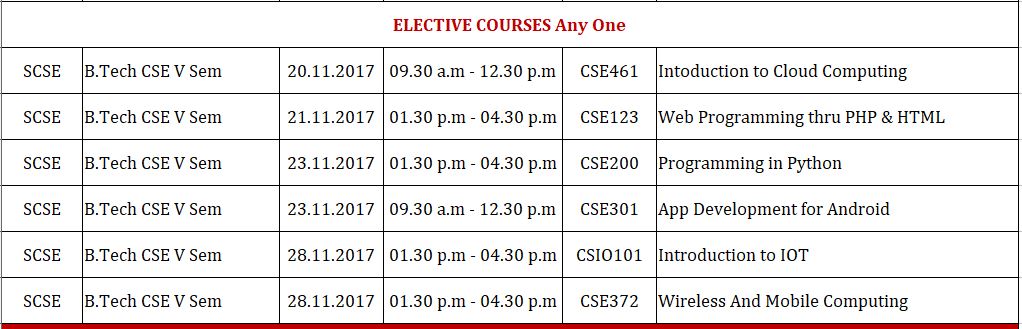 ELECTIVE COURSES Any One
SCSE B.Tech CSE V Sem 20.11.2017 09.30 a.m - 12.30 p.m CSE461 Intoduction to Cloud Computing
SCSE B.Tech CSE V Sem 21.11.2017 01.30 p.m - 04.30 p.m CSE123 Web Programming thru PHP & HTML
SCSE B.Tech CSE V Sem 23.11.2017 01.30 p.m - 04.30 p.m CSE200 Programming in Python
SCSE B.Tech CSE V Sem 23.11.2017 09.30 a.m - 12.30 p.m CSE301 App Development for Android
SCSE B.Tech CSE V Sem 28.11.2017 01.30 p.m - 04.30 p.m CSIO101 Introduction to IOT
SCSE B.Tech CSE V Sem 28.11.2017 01.30 p.m - 04.30 p.m CSE372 Wireless And Mobile Computing